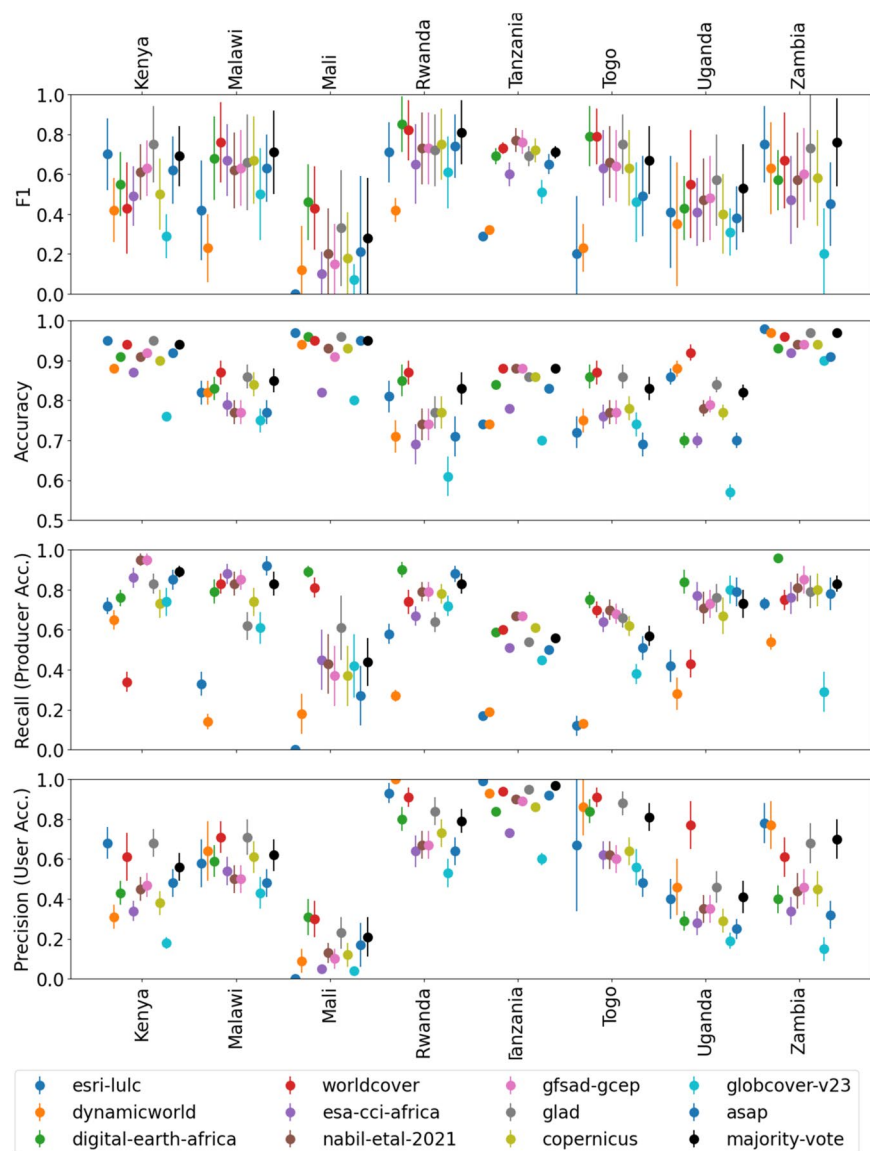 Kenya Malawi Mali Rwanda Tanzania Togo Uganda Zambia
1.0
0.8
0.6
0.4
0.2
0.0
F1
1.0
0.9
0.8
0.7
0.6
0.5
Accuracy
1.0
0.8
0.6
0.4
0.2
0.0
Recall (Producer Acc.)
1.0
0.8
0.6
0.4
0.2
0.0
Precision (User Acc.)
Kenya Malawi Mali Rwanda Tanzania Togo Uganda Zambia
esri-lulc worldcover gfsad-gcep globcover-v23
dynamicworld esa-cci-africa glad asap
digital-earth-africa nabil-etal-2021 copernicus majority-vote